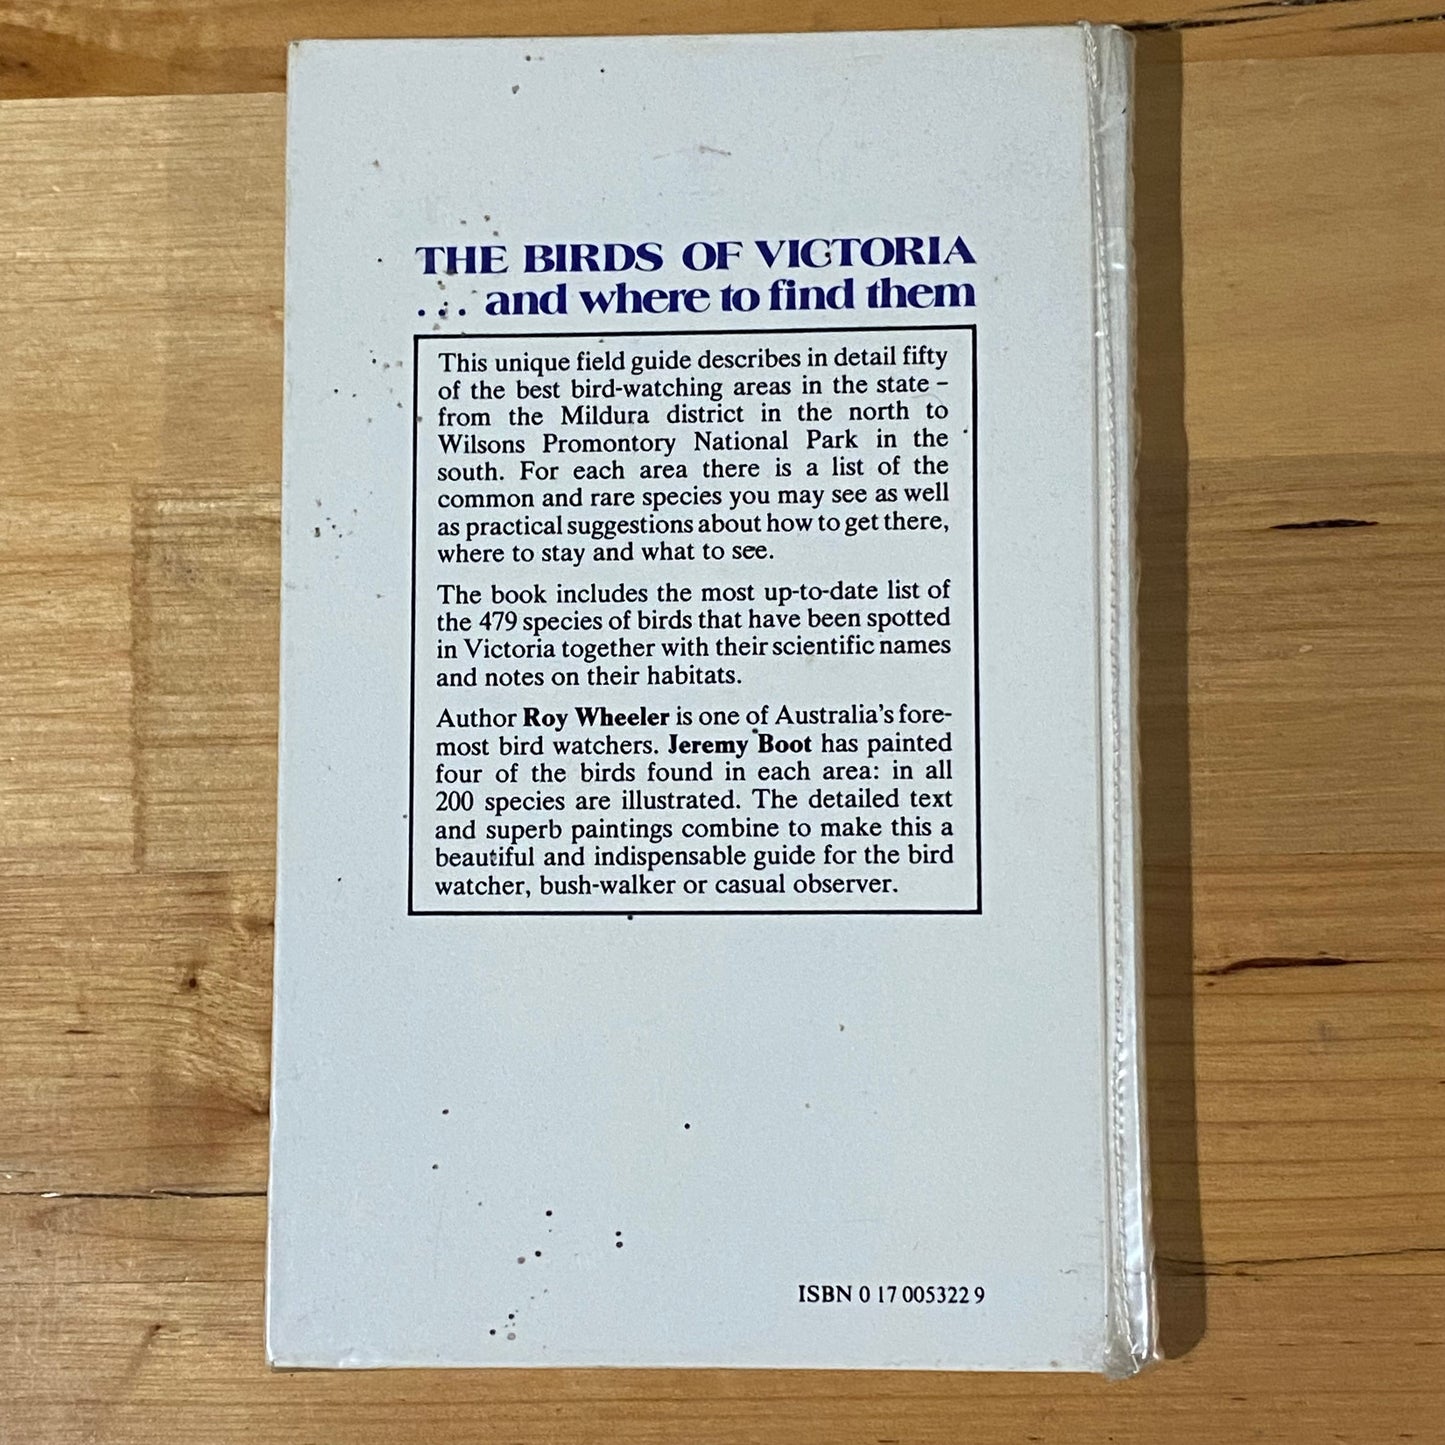 THE BIRDS OF VICTORIA
... and where to find them
This unique field guide describes in detail fifty
of the best bird-watching areas in the state –
from the Mildura district in the north to
Wilsons Promontory National Park in the
south. For each area there is a list of the
common and rare species you may see as well
as practical suggestions about how to get there,
where to stay and what to see.
The book includes the most up-to-date list of
the 479 species of birds that have been spotted
in Victoria together with their scientific names
and notes on their habitats.
Author Roy Wheeler is one of Australia's fore-
most bird watchers. Jeremy Boot has painted
four of the birds found in each area: in all
200 species are illustrated. The detailed text
and superb paintings combine to make this a
beautiful and indispensable guide for the bird
watcher, bush-walker or casual observer.
ISBN 0 17 005322 9